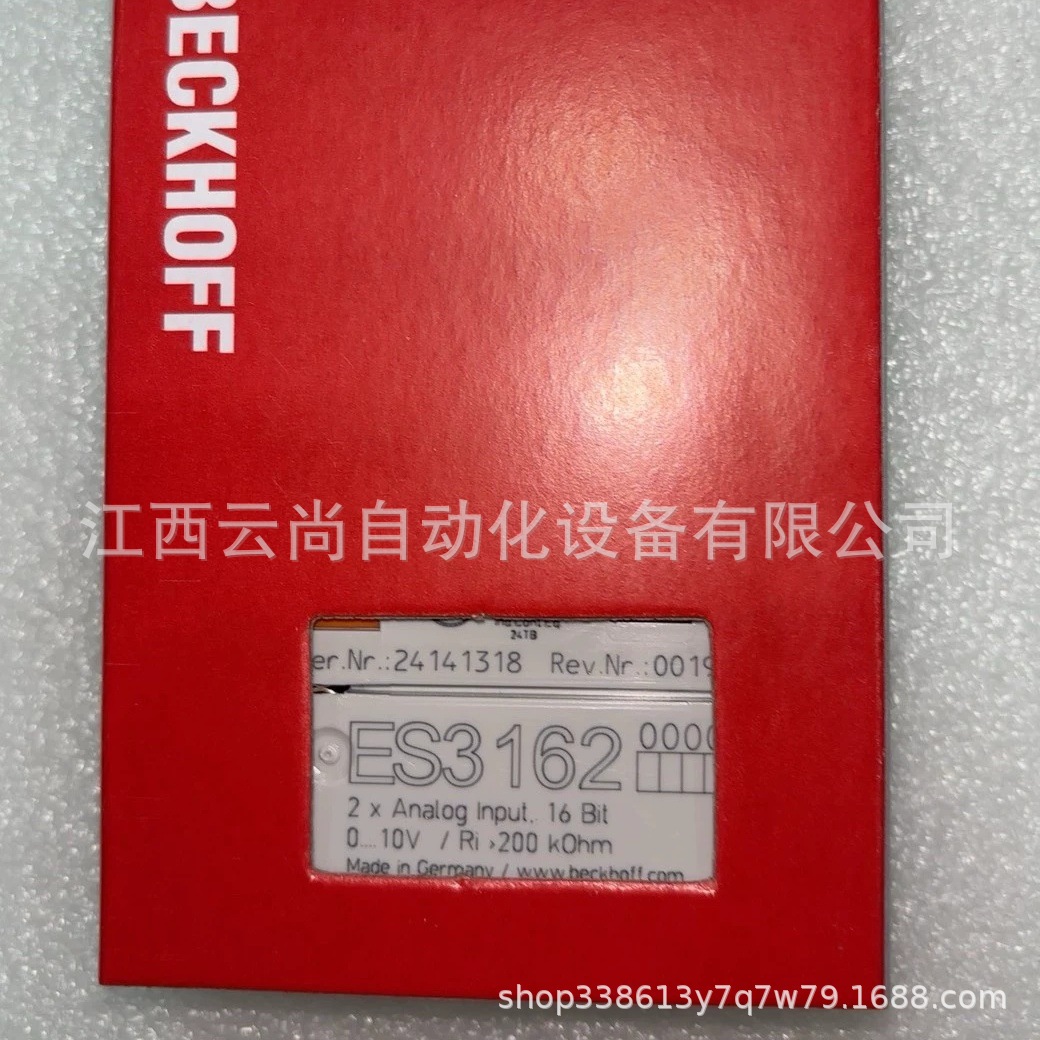 BECKHOFF
江西云尚自动化设备有限公司
24TB
er.Nr.:24141318 Rev.Nr.:0019
ES3162 0000
2 x Analog Input, 16 Bit
0....10V / Ri >200 kOhm
Made in Germany / www.beckhoff.com
shop338613y7q7w79.1688.com